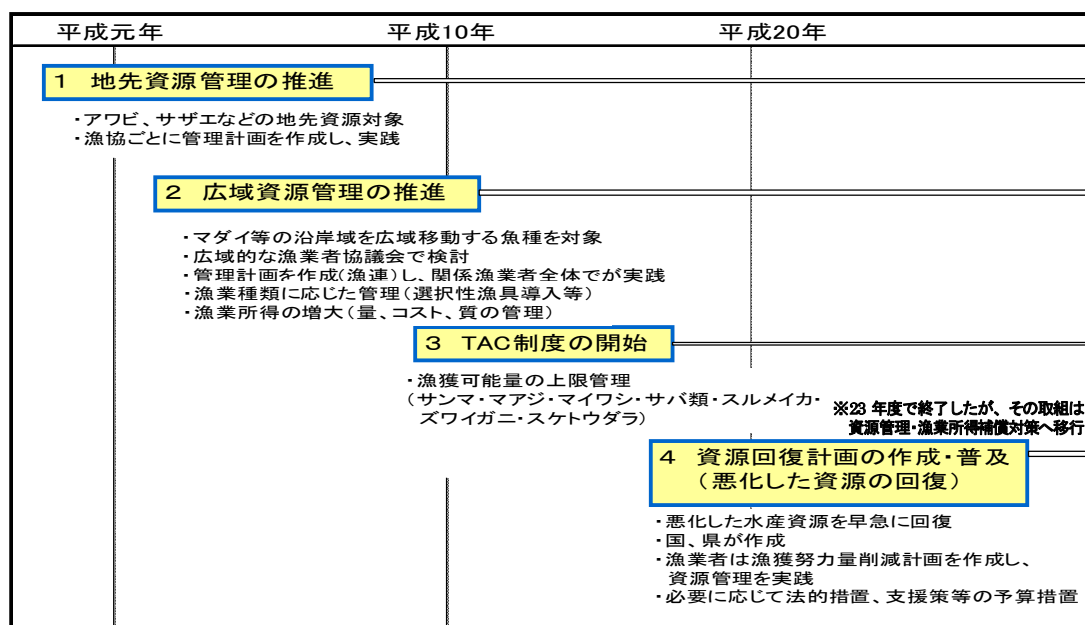 平成元年 平成10年 平成20年
1 地先資源管理の推進
・アワビ、サザエなどの地先資源対象
・漁協ごとに管理計画を作成し、実践
2 広域資源管理の推進
・マダイ等の沿岸域を広域移動する魚種を対象
・広域的な漁業者協議会で検討
・管理計画を作成(漁連)し、関係漁業者全体でが実践
・漁業種類に応じた管理(選択性漁具導入等)
・漁業所得の増大(量、コスト、質の管理)
3 TAC制度の開始
・漁獲可能量の上限管理
(サンマ・マアジ・マイワシ・サバ類・スルメイカ・
ズワイガニ・スケトウダラ)
※23 年度で終了したが、その取組は
資源管理・漁業所得補償対策へ移行
4 資源回復計画の作成・普及
(悪化した資源の回復)
・悪化した水産資源を早急に回復
・国、県が作成
・漁業者は漁獲努力量削減計画を作成し、
資源管理を実践
・必要に応じて法的措置、支援策等の予算措置